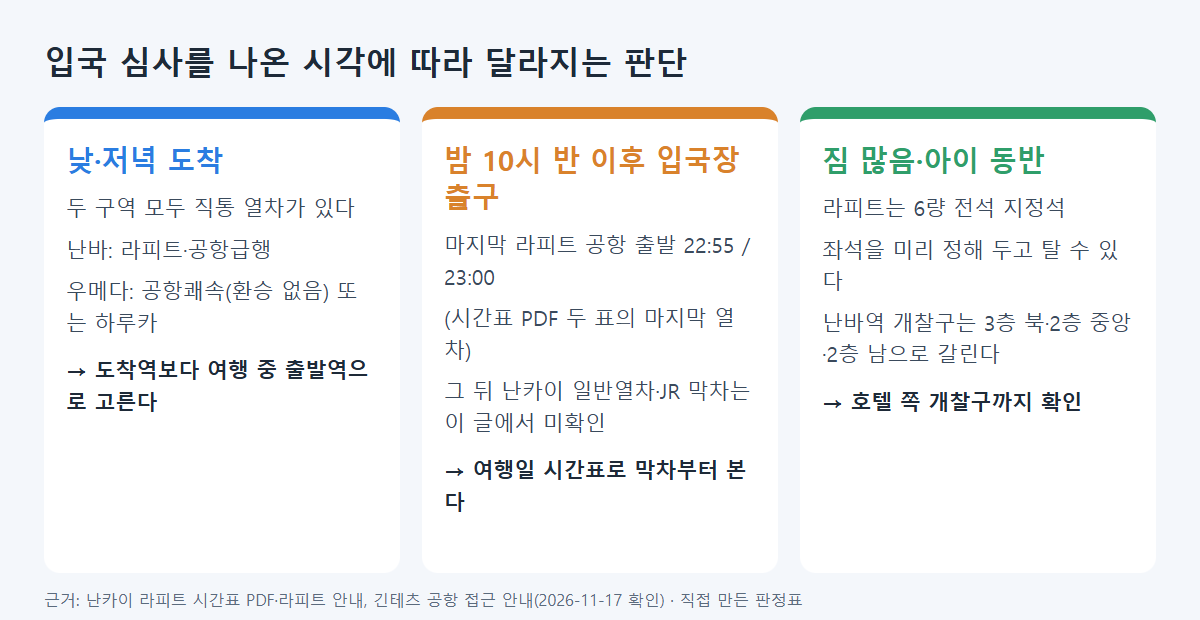 입국 심사를 나온 시각에 따라 달라지는 판단
낮·저녁 도착
두 구역 모두 직통 열차가 있다
난바: 라피트·공항급행
우메다: 공항쾌속(환승 없음) 또
는 하루카
→ 도착역보다 여행 중 출발역으
로 고른다
밤 10시 반 이후 입국장
출구
마지막 라피트 공항 출발 22:55 /
23:00
(시간표 PDF 두 표의 마지막 열
차)
그 뒤 난카이 일반열차·JR 막차는
이 글에서 미확인
→ 여행일 시간표로 막차부터 본
다
짐 많음·아이 동반
라피트는 6량 전석 지정석
좌석을 미리 정해 두고 탈 수 있
다
난바역 개찰구는 3층 북·2층 중앙
·2층 남으로 갈린다
→ 호텔 쪽 개찰구까지 확인
근거: 난카이 라피트 시간표 PDF·라피트 안내, 긴테츠 공항 접근 안내(2026-11-17 확인) · 직접 만든 판정표